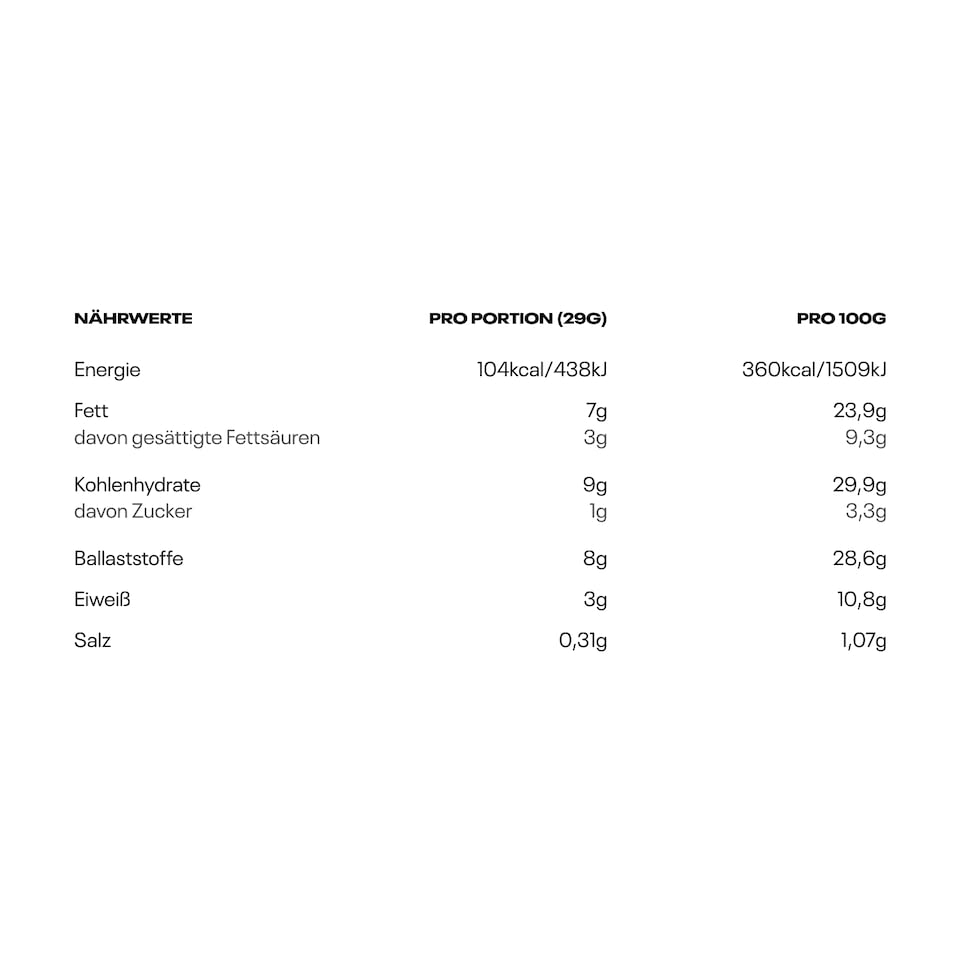 NÄHRWERTE PRO PORTION (29G) PRO 100G
Energie 104kcal/438kJ 360kcal/1509kJ
Fett 7g 23,9g
davon gesättigte Fettsäuren 3g 9,3g
Kohlenhydrate 9g 29,9g
davon Zucker 1g 3,3g
Ballaststoffe 8g 28,6g
Eiweiß 3g 10,8g
Salz 0,31g 1,07g